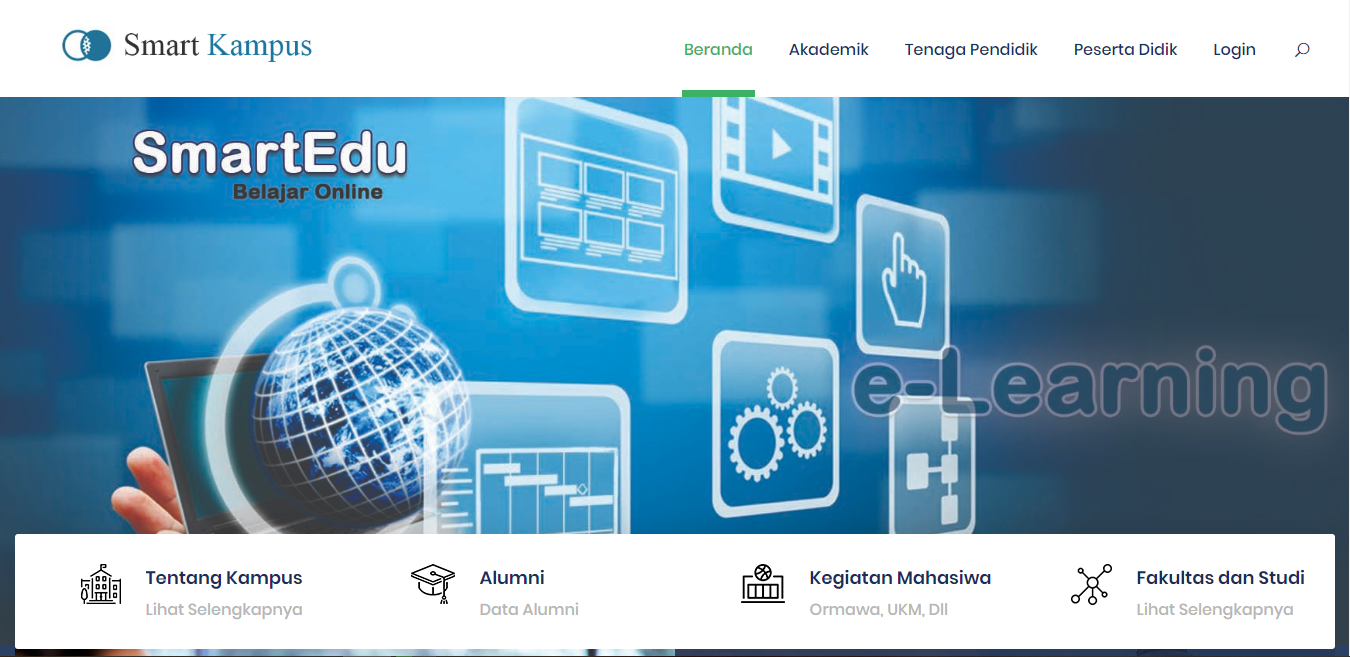 Smart Kampus
Beranda
Akademik
Tenaga Pendidik
Peserta Didik
Login
SmartEdu
Belajar Online
e-Learning
Tentang Kampus
Lihat Selengkapnya
Alumni
Data Alumni
Kegiatan Mahasiwa
Ormawa, UKM, Dll
Fakultas dan Studi
Lihat Selengkapnya